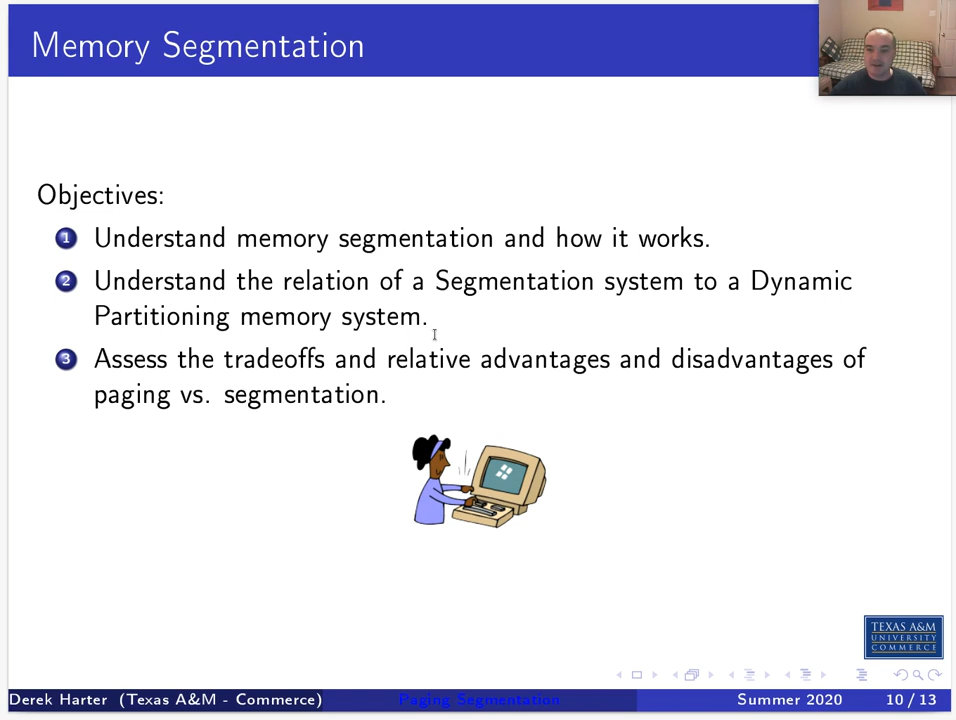 Memory Segmentation
Objectives:
1 Understand memory segmentation and how it works.
2 Understand the relation of a Segmentation system to a Dynamic
Partitioning memory system.
3 Assess the tradeoffs and relative advantages and disadvantages of
paging vs. segmentation.
TEXAS A&M
UNIVERSITY
COMMERCE
Derek Harter (Texas A&M - Commerce) Paging Segmentation Summer 2020 10 / 13